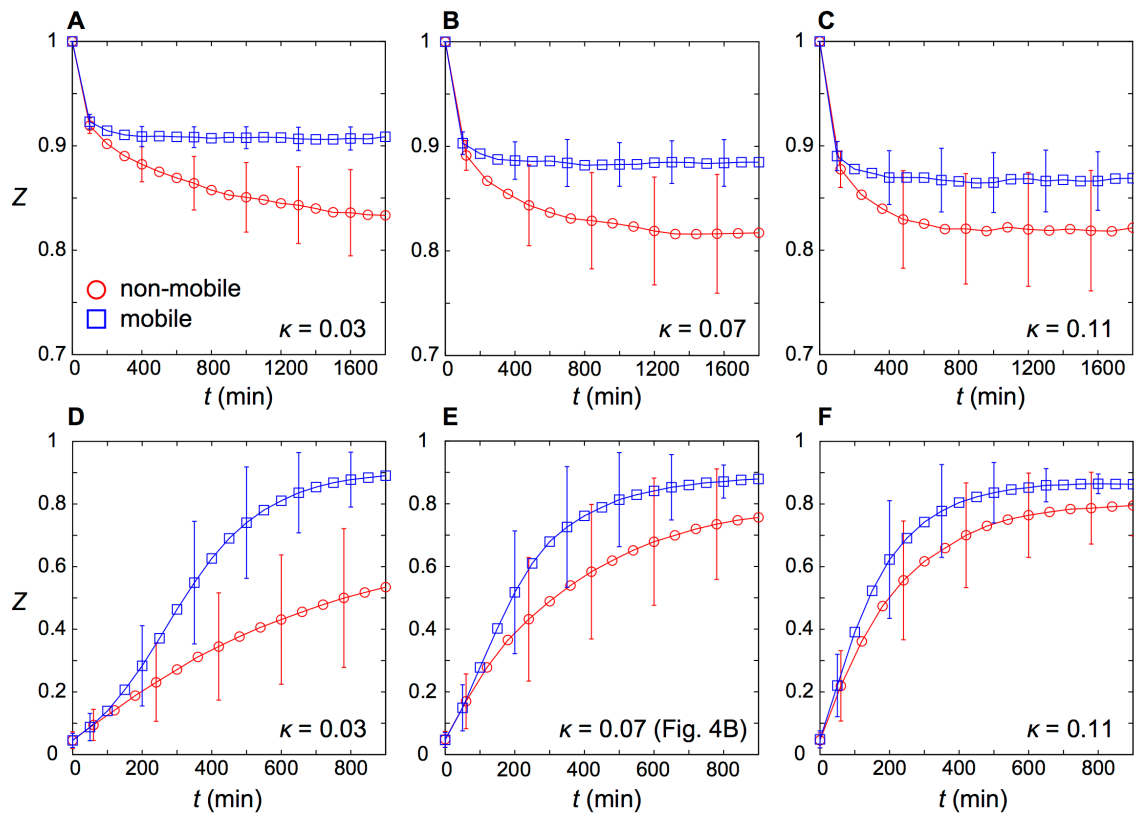 A B C
1 1 1
0.9 0.9 0.9
Z
0.8 0.8 0.8
non-mobile
mobile
κ = 0.03 κ = 0.07 κ = 0.11
0.7 0.7 0.7
0 400 800 1200 1600 0 400 800 1200 1600 0 400 800 1200 1600
t (min) t (min) t (min)
D E F
1 1 1
0.8 0.8 0.8
0.6 0.6 0.6
Z
0.4 0.4 0.4
0.2 0.2 0.2
κ = 0.03 κ = 0.07 (Fig. 4B) κ = 0.11
0 0 0
0 200 400 600 800 0 200 400 600 800 0 200 400 600 800
t (min) t (min) t (min)